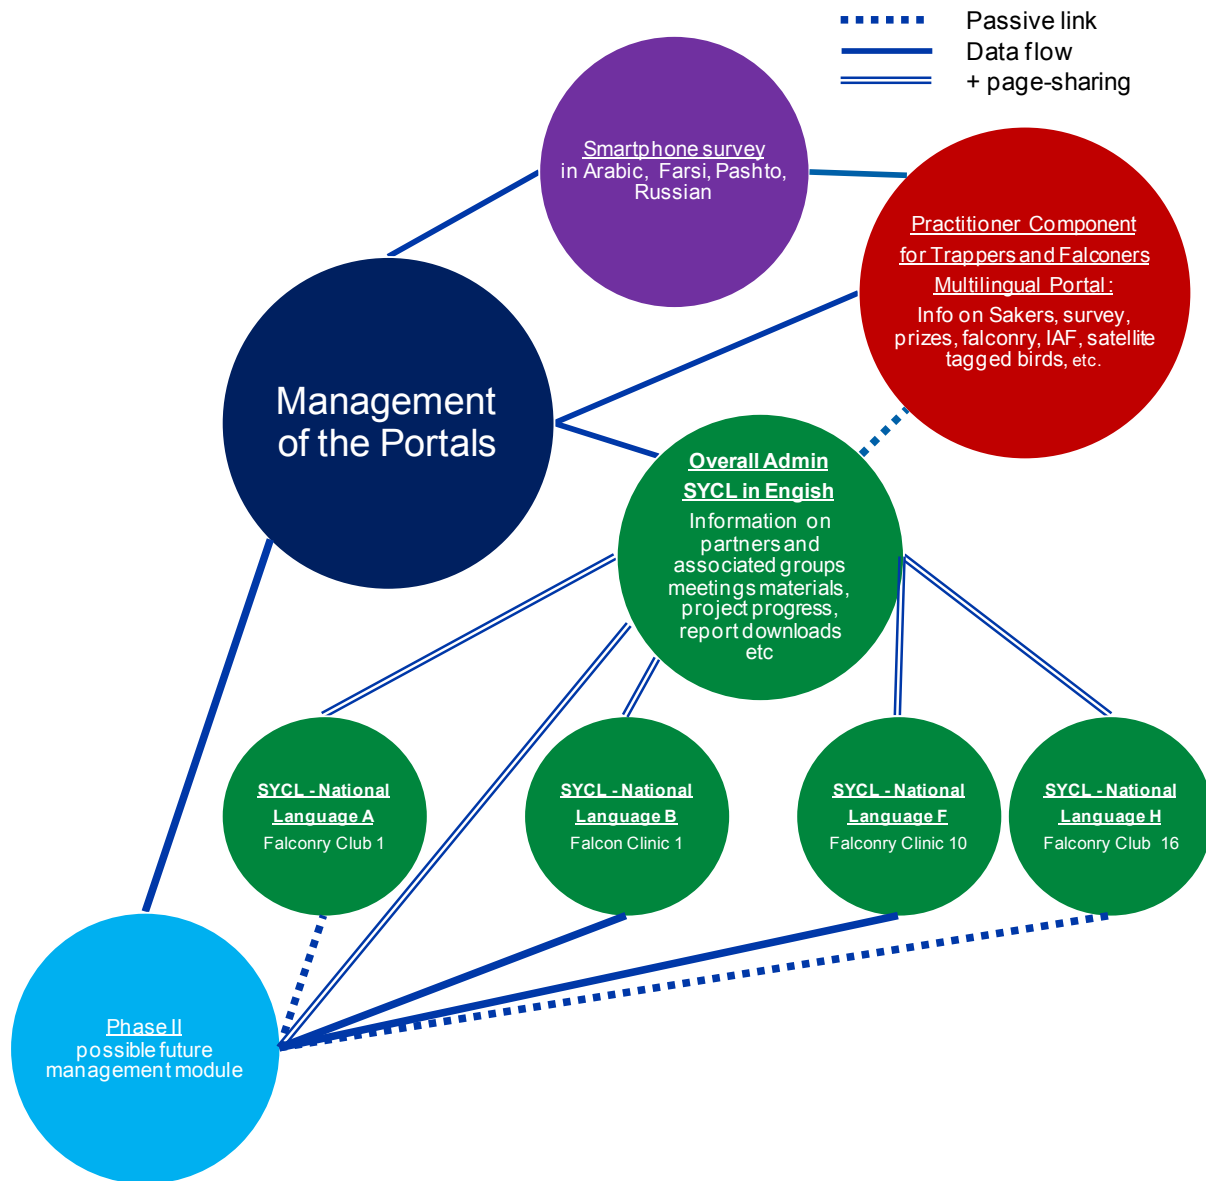 Passive link
Data flow
+ page-sharing
Smartphone survey
in Arabic, Farsi, Pashto,
Russian
Practitioner Component
for Trappers and Falconers
Multilingual Portal:
Info on Sakers, survey,
prizes, falconry, IAF, satellite
tagged birds, etc.
Management
of the Portals
Overall Admin
SYCL in Engish
Information on
partners and
associated groups
meetings materials,
project progress,
report downloads
etc
SYCL - National
Language A
Falconry Club 1
SYCL - National
Language B
Falcon Clinic 1
SYCL - National
Language F
Falconry Clinic 10
SYCL - National
Language H
Falconry Club 16
Phase II
possible future
management module